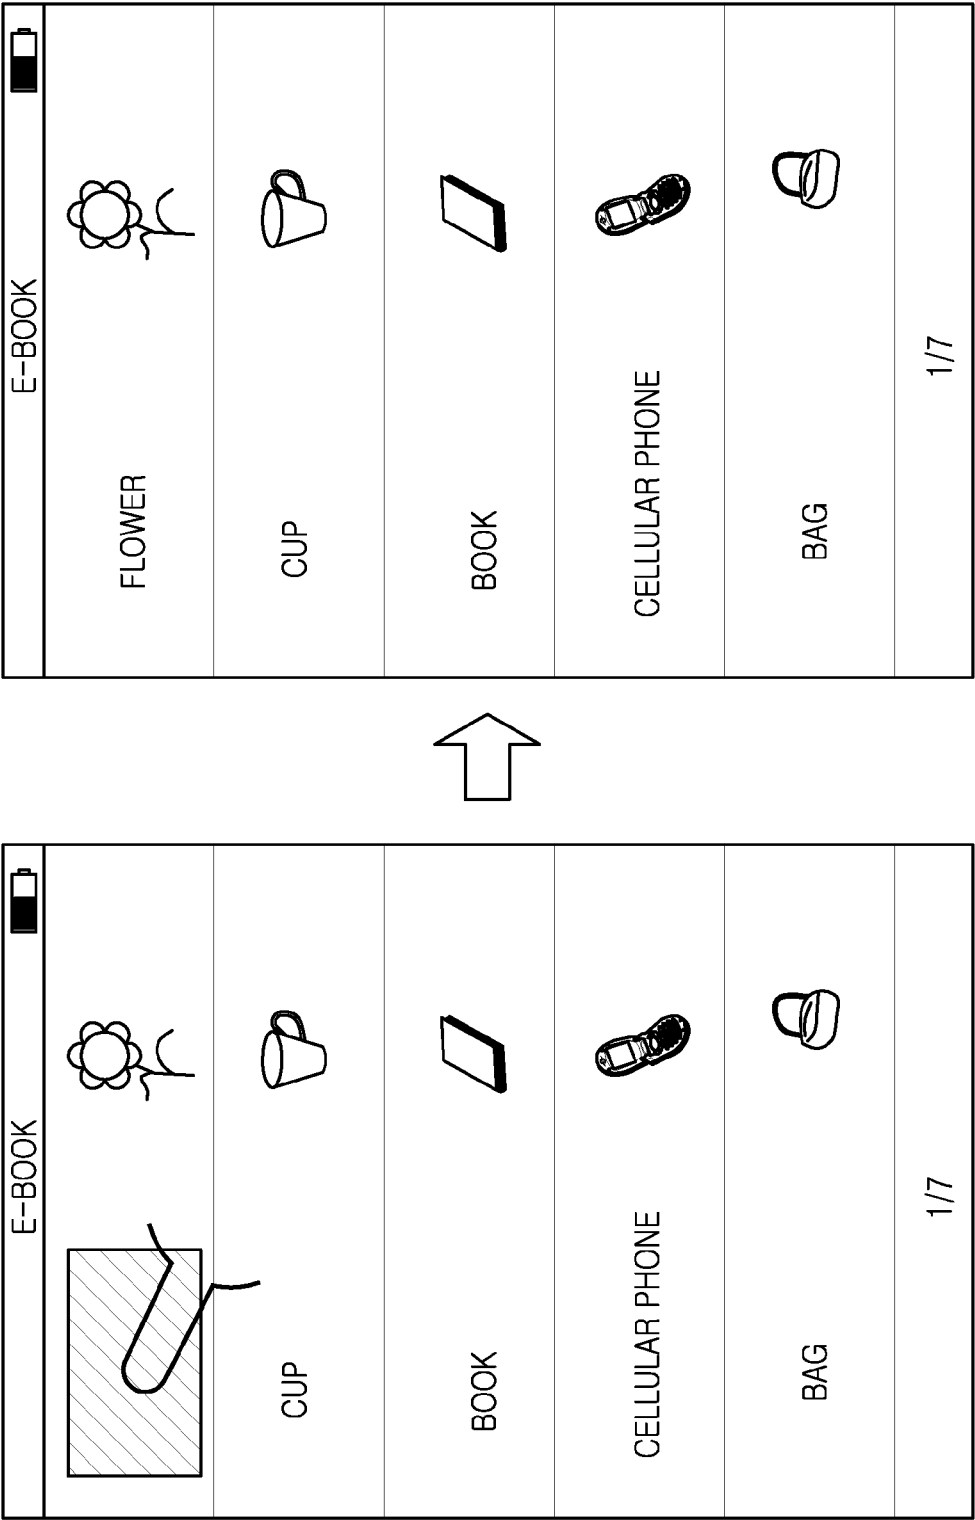 E-BOOK
CUP
BOOK
CELLULAR PHONE
BAG
1/7
E-BOOK
FLOWER
CUP
BOOK
CELLULAR PHONE
BAG
1/7